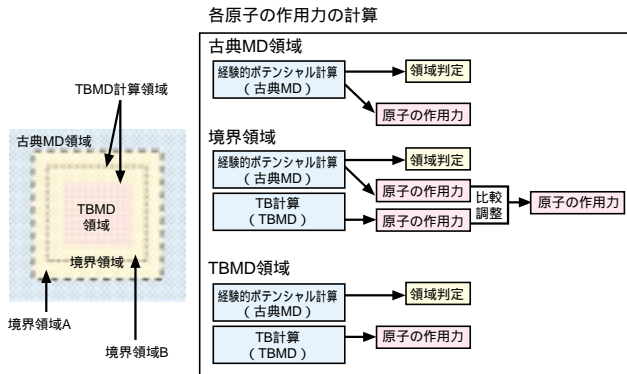 各原子の作用力の計算
TBMD計算領域
古典MD領域
TBMD
領域
境界領域
境界領域A
境界領域B
古典MD領域
経験的ポテンシャル計算
(古典MD)
領域判定
原子の作用力
境界領域
経験的ポテンシャル計算
(古典MD)
領域判定
原子の作用力
TB計算
(TBMD)
原子の作用力
比較
調整
原子の作用力
TBMD領域
経験的ポテンシャル計算
(古典MD)
領域判定
TB計算
(TBMD)
原子の作用力